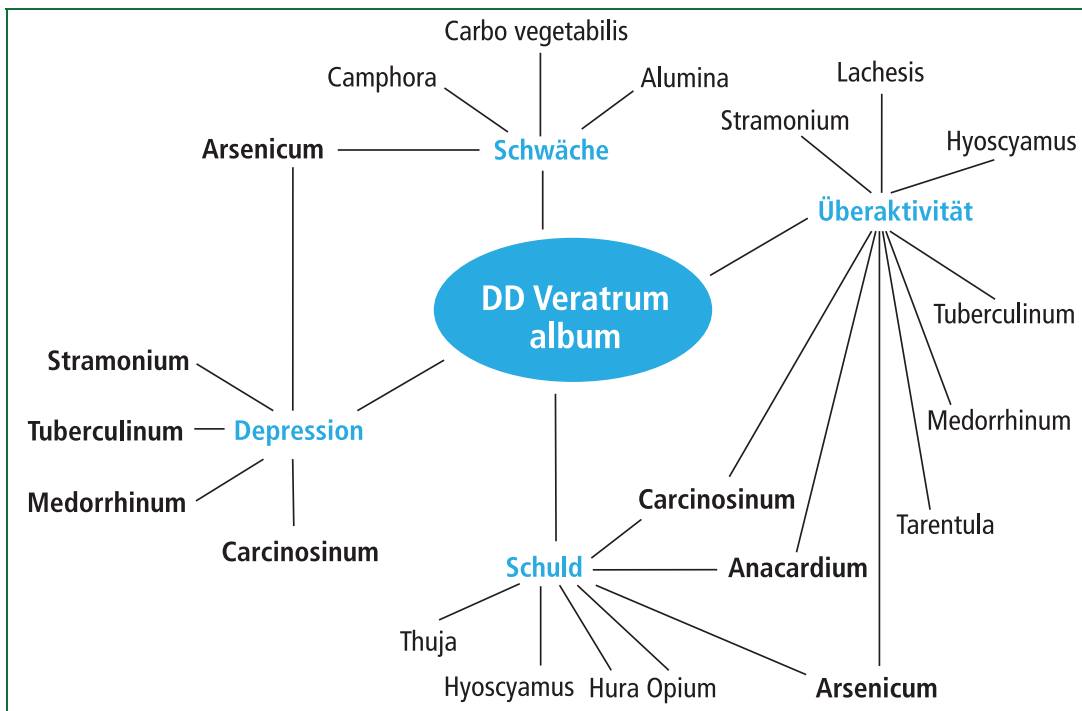 Carbo vegetabilis
Camphora
Alumina
Lachesis
Stramonium
Hyoscyamus
Arsenicum
Schwäche
Überaktivität
DD Veratrum
album
Tuberculinum
Stramonium
Tuberculinum
Depression
Medorrhinum
Medorrhinum
Carcinosinum
Carcinosinum
Tarentula
Schuld
Anacardium
Thuja
Hyoscyamus
Hura Opium
Arsenicum